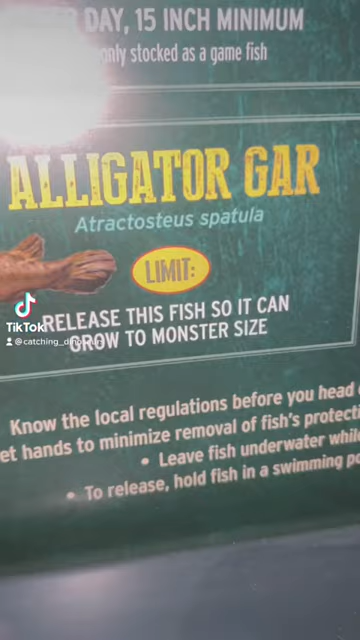 DAY, 15 INCH MINIMUM
only stocked as a game fish
ALLIGATOR GAR
Atractosteus spatula
LIMIT:
RELEASE THIS FISH SO IT CAN
GROW TO MONSTER SIZE
TikTok
@catching_dinosaurs
Know the local regulations before you head
et hands to minimize removal of fish's protecti
• Leave fish underwater while
• To release, hold fish in a swimming po